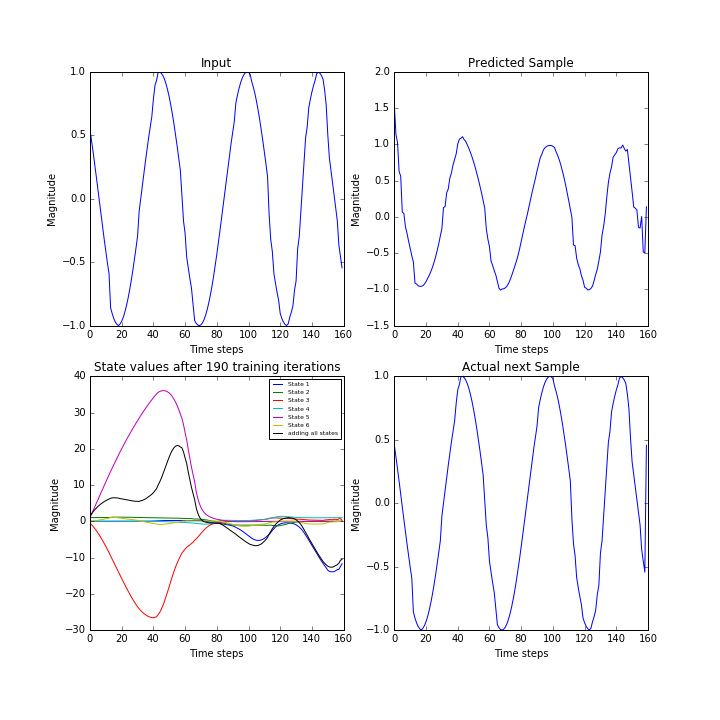 Input
Magnitude
1.0
0.5
0.0
−0.5
−1.0
0 20 40 60 80 100 120 140 160
Time steps
Predicted Sample
Magnitude
2.0
1.5
1.0
0.5
0.0
−0.5
−1.0
−1.5
0 20 40 60 80 100 120 140 160
Time steps
State values after 190 training iterations
Magnitude
40
30
20
10
0
−10
−20
−30
State 1
State 2
State 3
State 4
State 5
State 6
adding all states
0 20 40 60 80 100 120 140 160
Time steps
Actual next Sample
Magnitude
1.0
0.5
0.0
−0.5
−1.0
0 20 40 60 80 100 120 140 160
Time steps